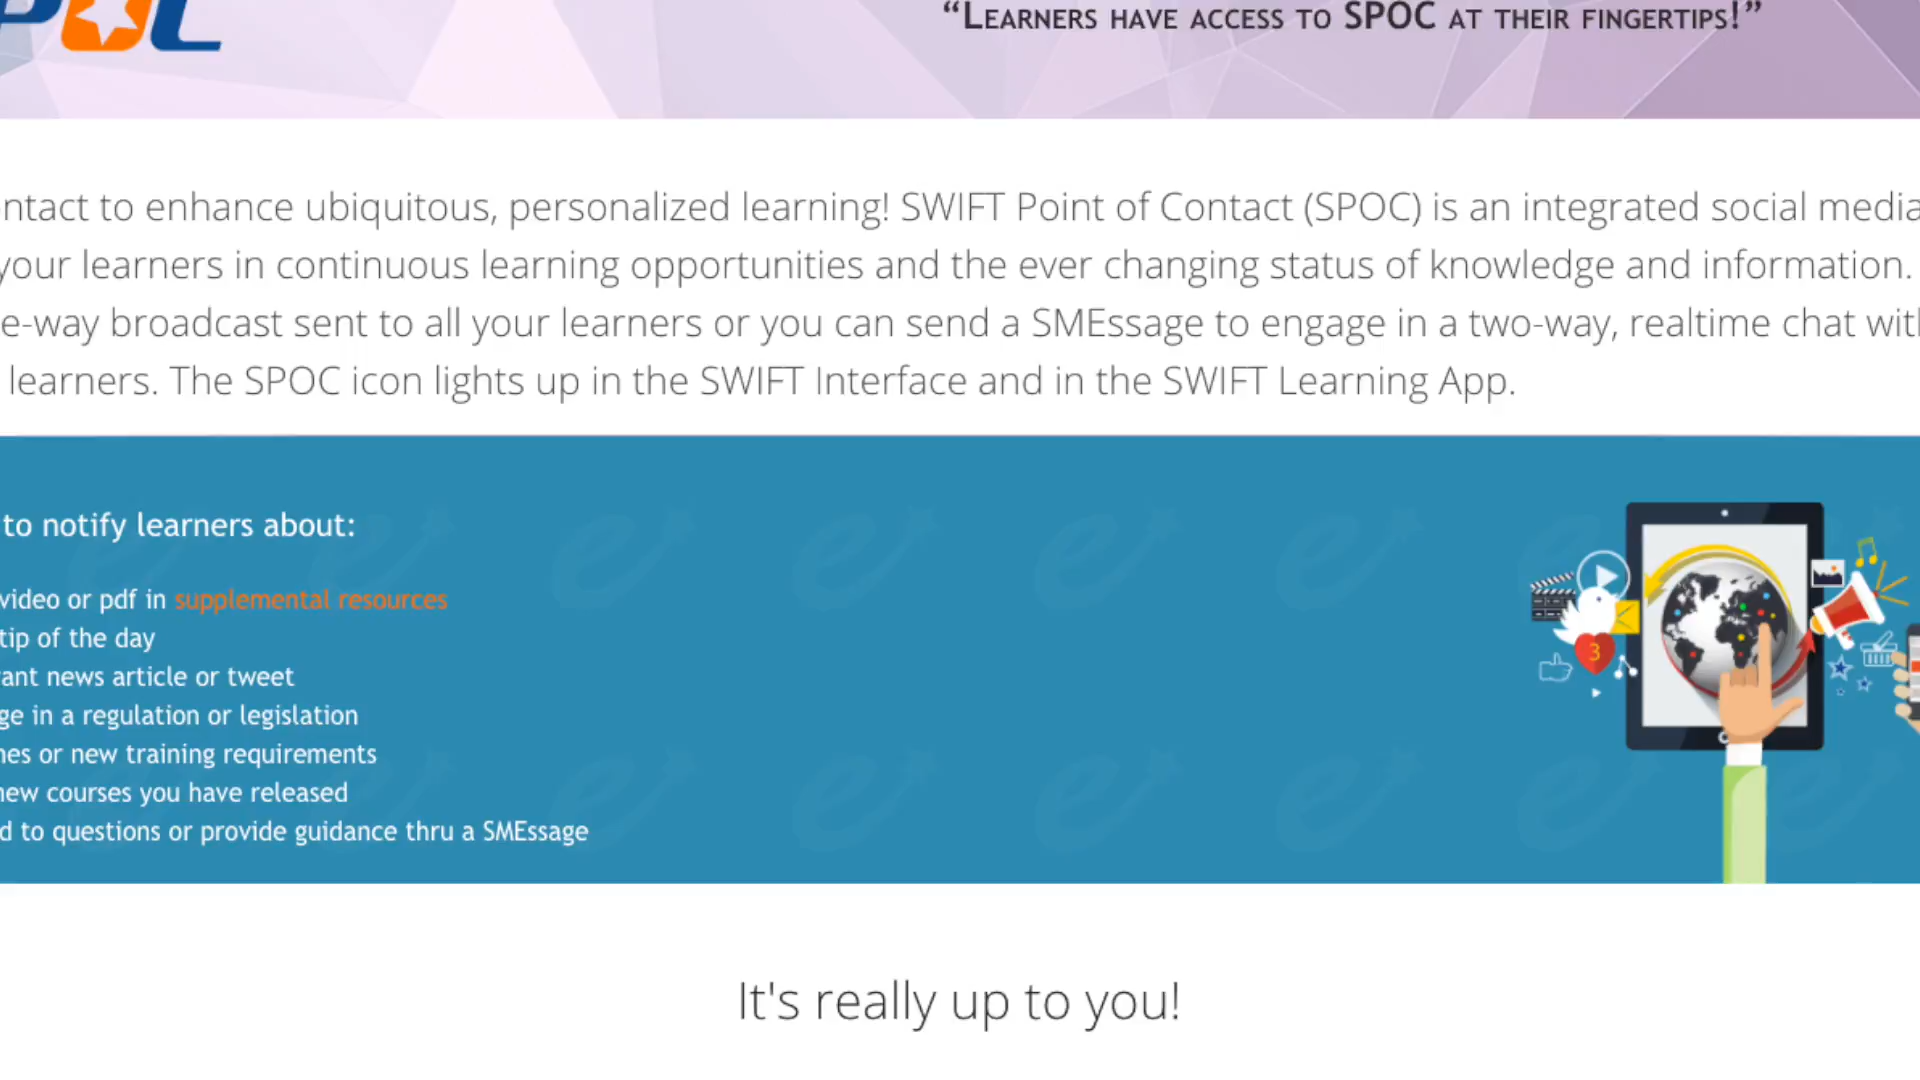 “LEARNERS HAVE ACCESS TO SPOC AT THEIR FINGERTIPS!”
to enhance ubiquitous, personalized learning! SWIFT Point of Contact (SPOC) is an integrated social media
your learners in continuous learning opportunities and the ever changing status of knowledge and information.
broadcast sent to all your learners or you can send a SMEssage to engage in a two-way, realtime chat
learners. The SPOC icon lights up in the SWIFT Interface and in the SWIFT Learning App.
to notify learners about:
video or pdf in supplemental resources
tip of the day
news article or tweet
in a regulation or legislation
or new training requirements
new courses you have released
to questions or provide guidance thru a SMEssage
3
It's really up to you!